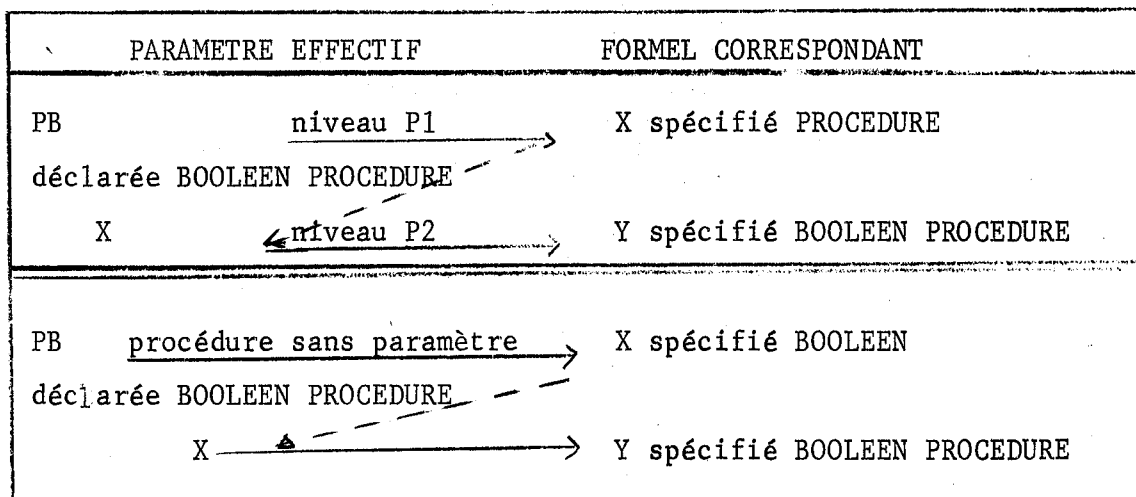 PARAMETRE EFFECTIF FORMEL CORRESPONDANT
PB niveau P1 X spécifié PROCEDURE
déclarée BOOLEEN PROCEDURE
X niveau P2 Y spécifié BOOLEEN PROCEDURE
PB procédure sans paramètre X spécifié BOOLEEN
déclarée BOOLEEN PROCEDURE
X Y spécifié BOOLEEN PROCEDURE